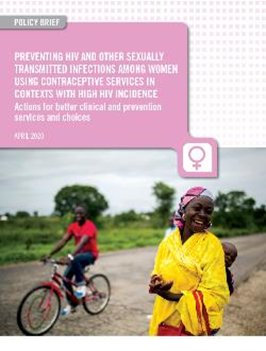 POLICY BRIEF
PREVENTING HIV AND OTHER SEXUALLY
TRANSMITTED INFECTIONS AMONG WOMEN
USING CONTRACEPTIVE SERVICES IN
CONTEXTS WITH HIGH HIV INCIDENCE
Actions for better clinical and prevention
services and choices
APRIL 2020